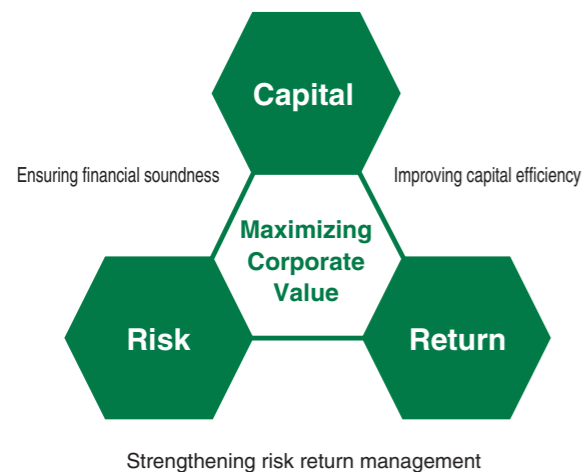 Capital
Ensuring financial soundness
Improving capital efficiency
Maximizing
Corporate
Value
Risk
Return
Strengthening risk return management